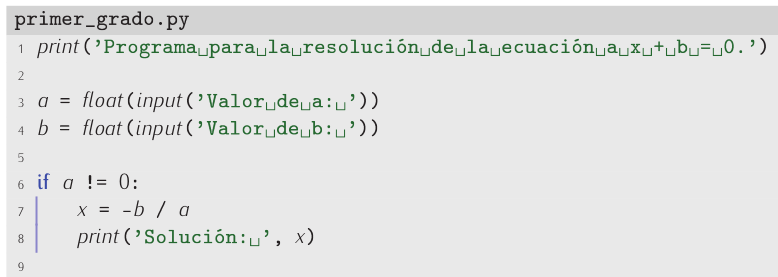 primer_grado.py
1 print('Programa␣para␣la␣resolución␣de␣la␣ecuación␣a␣x␣+␣b␣=␣0.')
2
3 a = float(input('Valor␣de␣a:␣'))
4 b = float(input('Valor␣de␣b:␣'))
5
6 if a != 0:
7 x = -b / a
8 print('Solución:␣', x)
9